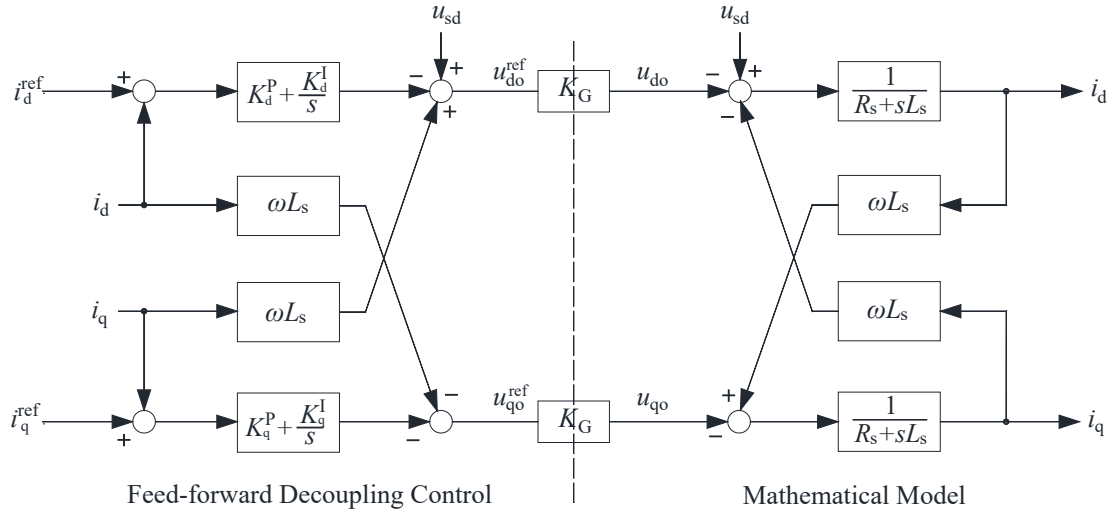 u_sd
u_sd
i_d^ref
+
K_d^P + K_d^I/s
−
+
+
u_do^ref
K_G
u_do
−
+
−
1/(R_s+sL_s)
i_d
i_d
ωL_s
ωL_s
i_q
ωL_s
ωL_s
i_q^ref
+
K_q^P + K_q^I/s
−
−
u_qo^ref
K_G
u_qo
+
−
1/(R_s+sL_s)
i_q
Feed-forward Decoupling Control
Mathematical Model